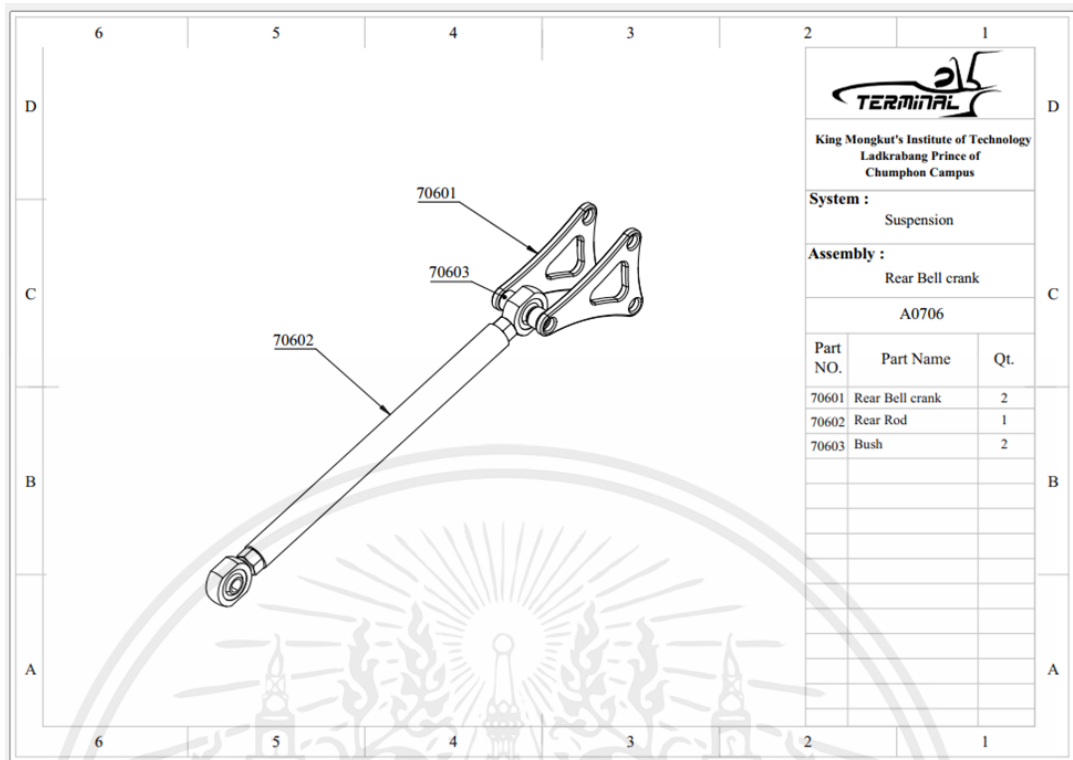 6 5 4 3 2 1
D
D
TERMINAL
King Mongkut's Institute of Technology
Ladkrabang Prince of
Chumphon Campus
System :
Suspension
Assembly :
Rear Bell crank
A0706
Part NO. Part Name Qt.
70601 Rear Bell crank 2
70602 Rear Rod 1
70603 Bush 2
70601
70603
70602
C
C
B
B
A
A
6 5 4 3 2 1